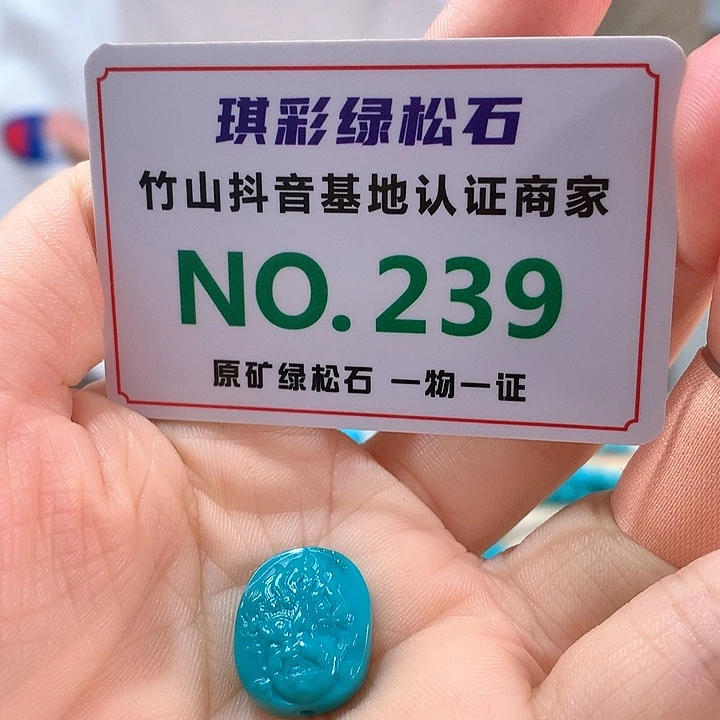 琪彩绿松石
竹山抖音基地认证商家
NO.239
原矿绿松石 一物一证